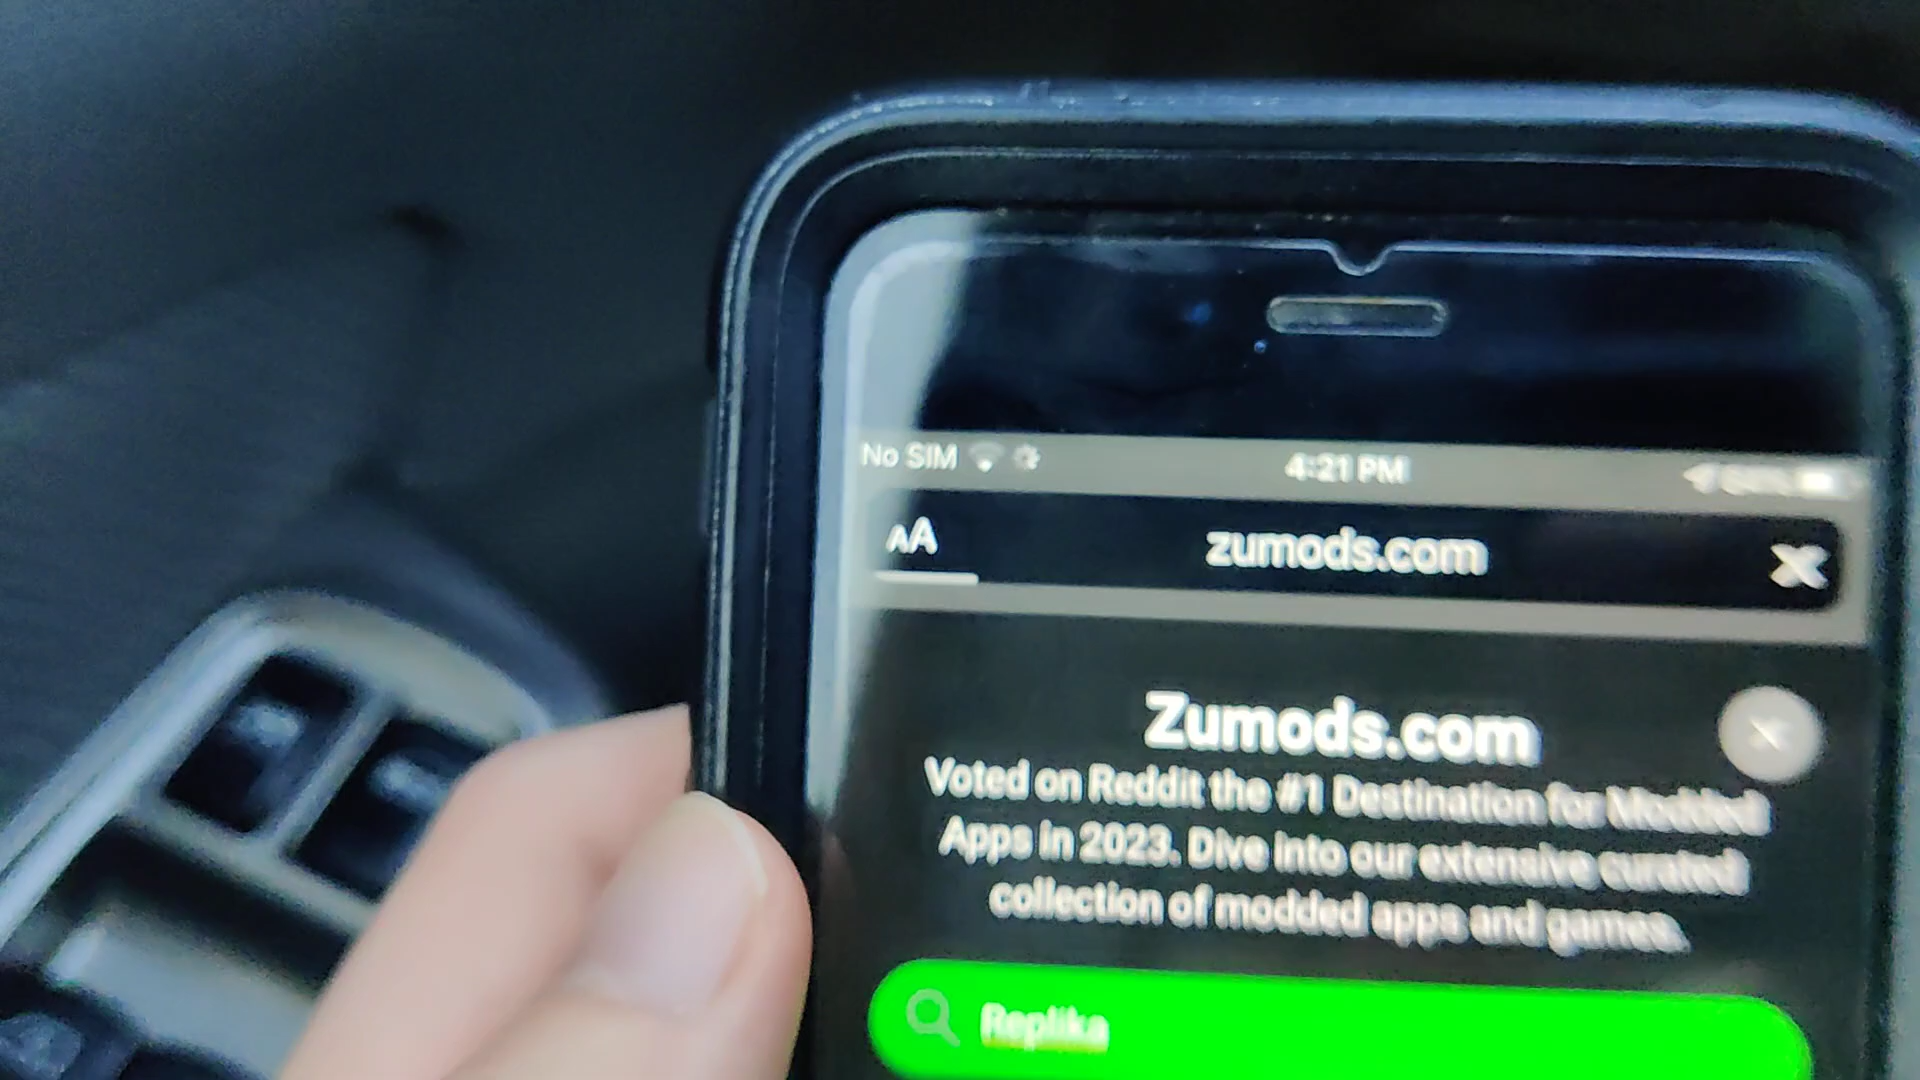 No SIM
4:21 PM
AA
zumods.com
Zumods.com
Voted on Reddit the #1 Destination for Modded
Apps in 2023. Dive into our extensive curated
collection of modded apps and games.
Replika